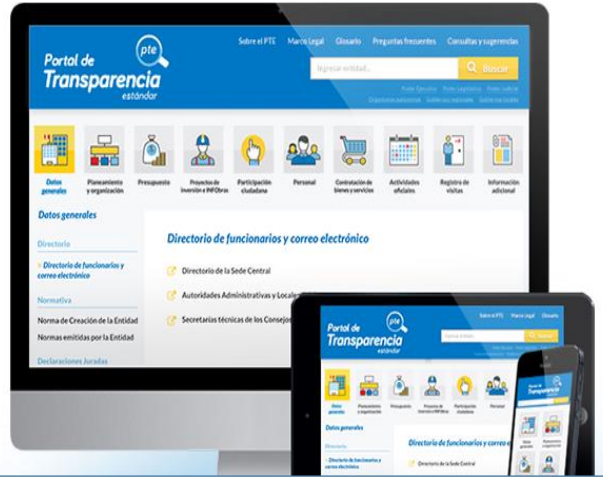 Sobre el PTE Marco Legal Glosario Preguntas frecuentes Consultas y sugerencias
Portal de
Transparencia
estándar
pte
Ingresar entidad...
Buscar
Poder Ejecutivo Poder Legislativo Poder Judicial
Datos generales
Planeamiento y organización
Presupuesto
Proyectos de inversión e INFObras
Participación ciudadana
Personal
Contratación de bienes y servicios
Actividades oficiales
Registro de visitas
Información adicional
Datos generales
Directorio
> Directorio de funcionarios y
correo electrónico
Normativa
Norma de Creación de la Entidad
Normas emitidas por la Entidad
Declaraciones Juradas
Directorio de funcionarios y correo electrónico
Directorio de la Sede Central
Autoridades Administrativas y Locale
Secretarías técnicas de los Consejos
Portal de
Transparencia
estándar
pte
Sobre el PTE Marco Legal Glosario
Buscar
Datos generales
Planeamiento e organización
Presupuesto
Proyectos de inversión e INFObras
Participación ciudadana
Personal
Datos generales
Directorio
> Directorio de funcionarios y
correo electrónico
Directorio de funcionarios y correo e
Directorio de la Sede Central
Portal de
Transparencia